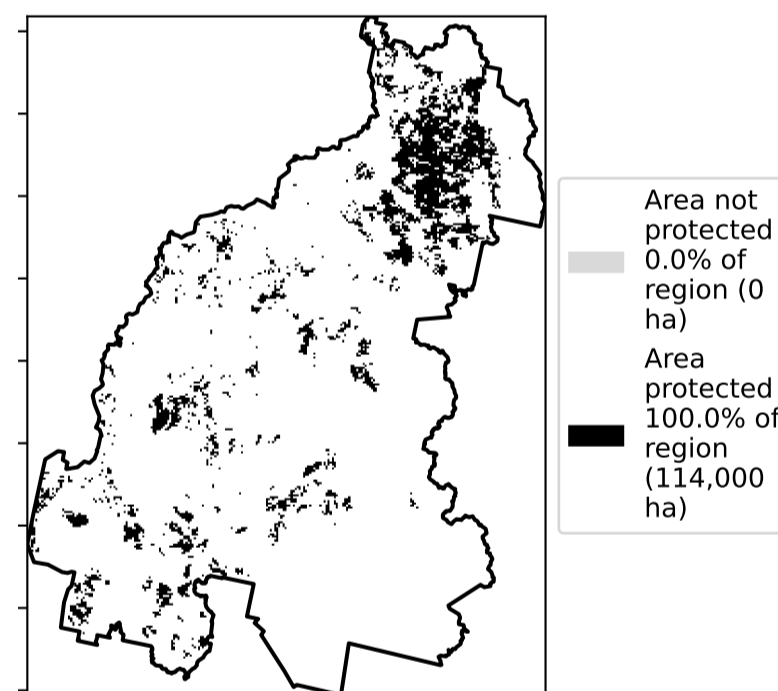 Area not
protected
0.0% of
region (0
ha)
Area
protected
100.0% of
region
(114,000
ha)